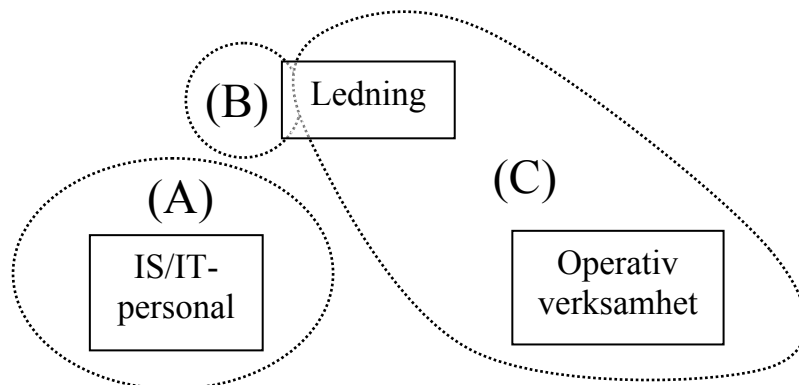 (B)
Ledning
(A)
(C)
IS/IT-
personal
Operativ
verksamhet